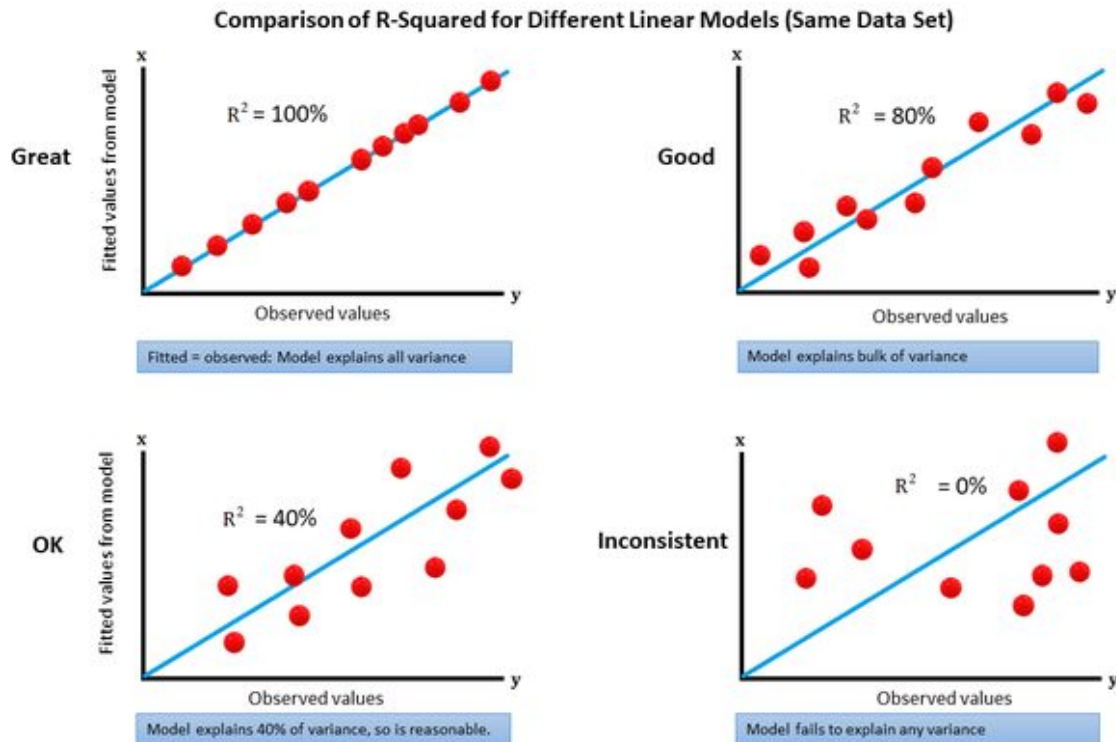 Comparison of R-Squared for Different Linear Models (Same Data Set)
x
Fitted values from model
Great
R² = 100%
y
Observed values
Fitted = observed: Model explains all variance
x
Good
R² = 80%
y
Observed values
Model explains bulk of variance
x
Fitted values from model
OK
R² = 40%
y
Observed values
Model explains 40% of variance, so is reasonable.
x
Inconsistent
R² = 0%
y
Observed values
Model fails to explain any variance